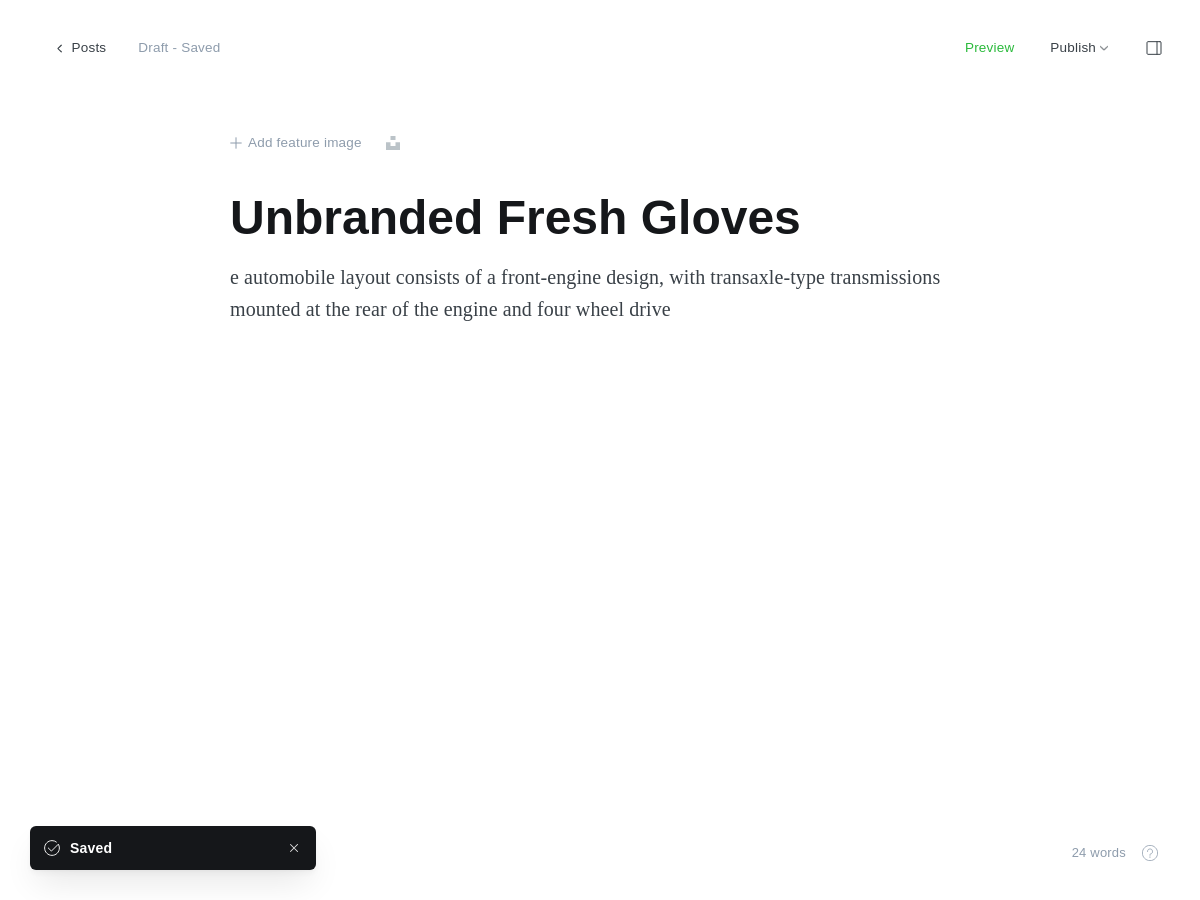 Posts
Draft - Saved
Preview
Publish
Add feature image
Unbranded Fresh Gloves
e automobile layout consists of a front-engine design, with transaxle-type transmissions
mounted at the rear of the engine and four wheel drive
Saved
24 words